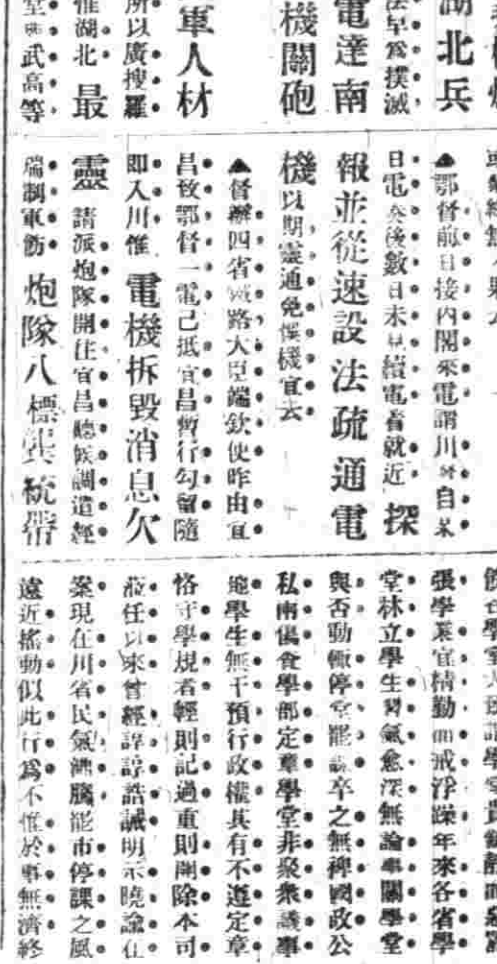 湖北兵
法早爲撲滅
電達南
機關砲
軍人材
所以廣搜羅
惟湖北 最
武高等
▲鄂督前日接內閣來電謂川督自某
日電奏後數日未見續電着就近 探
報並從速設法疏通電
機 以期靈通免悞機宜云
▲督辦四省鐵路大臣端欽使昨由宜
昌致鄂督一電已抵宜昌暫行勾留隨
即入川惟 電機拆毀消息欠
靈 請派炮隊開往宜昌聽候調遣經
瑞制軍飭 炮隊八標 統帶
張學業宜精勤而戒浮躁年來各省學
堂林立學生習氣愈深無論事關學堂
與否動輒停堂罷課卒之無裨國政公
私兩傷查學部定章學堂非聚衆議事
地學生無干預行政權其有不遵定章
恪守學規者輕則記過重則開除本司
蒞任以來曾經諄諄誥誡明示曉諭在
案現在川省民氣沸騰罷市停課之風
遠近搖動似此行爲不惟於事無濟終